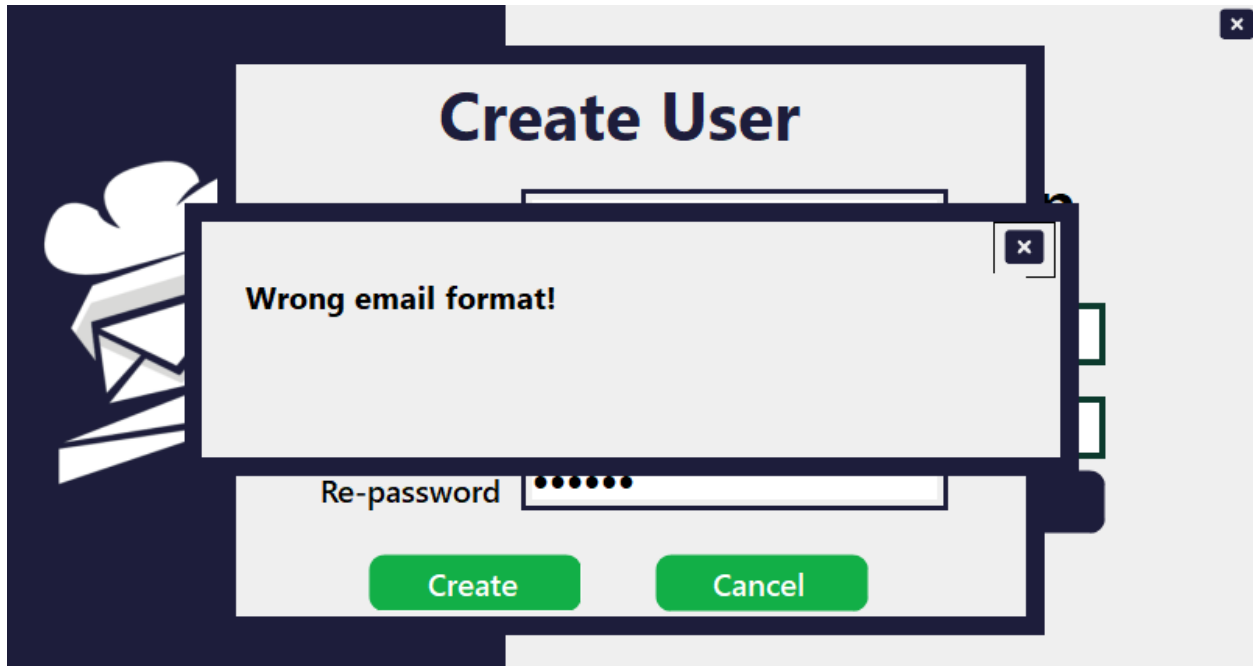 Create User
Wrong email format!
Re-password ●●●●●●
Create
Cancel